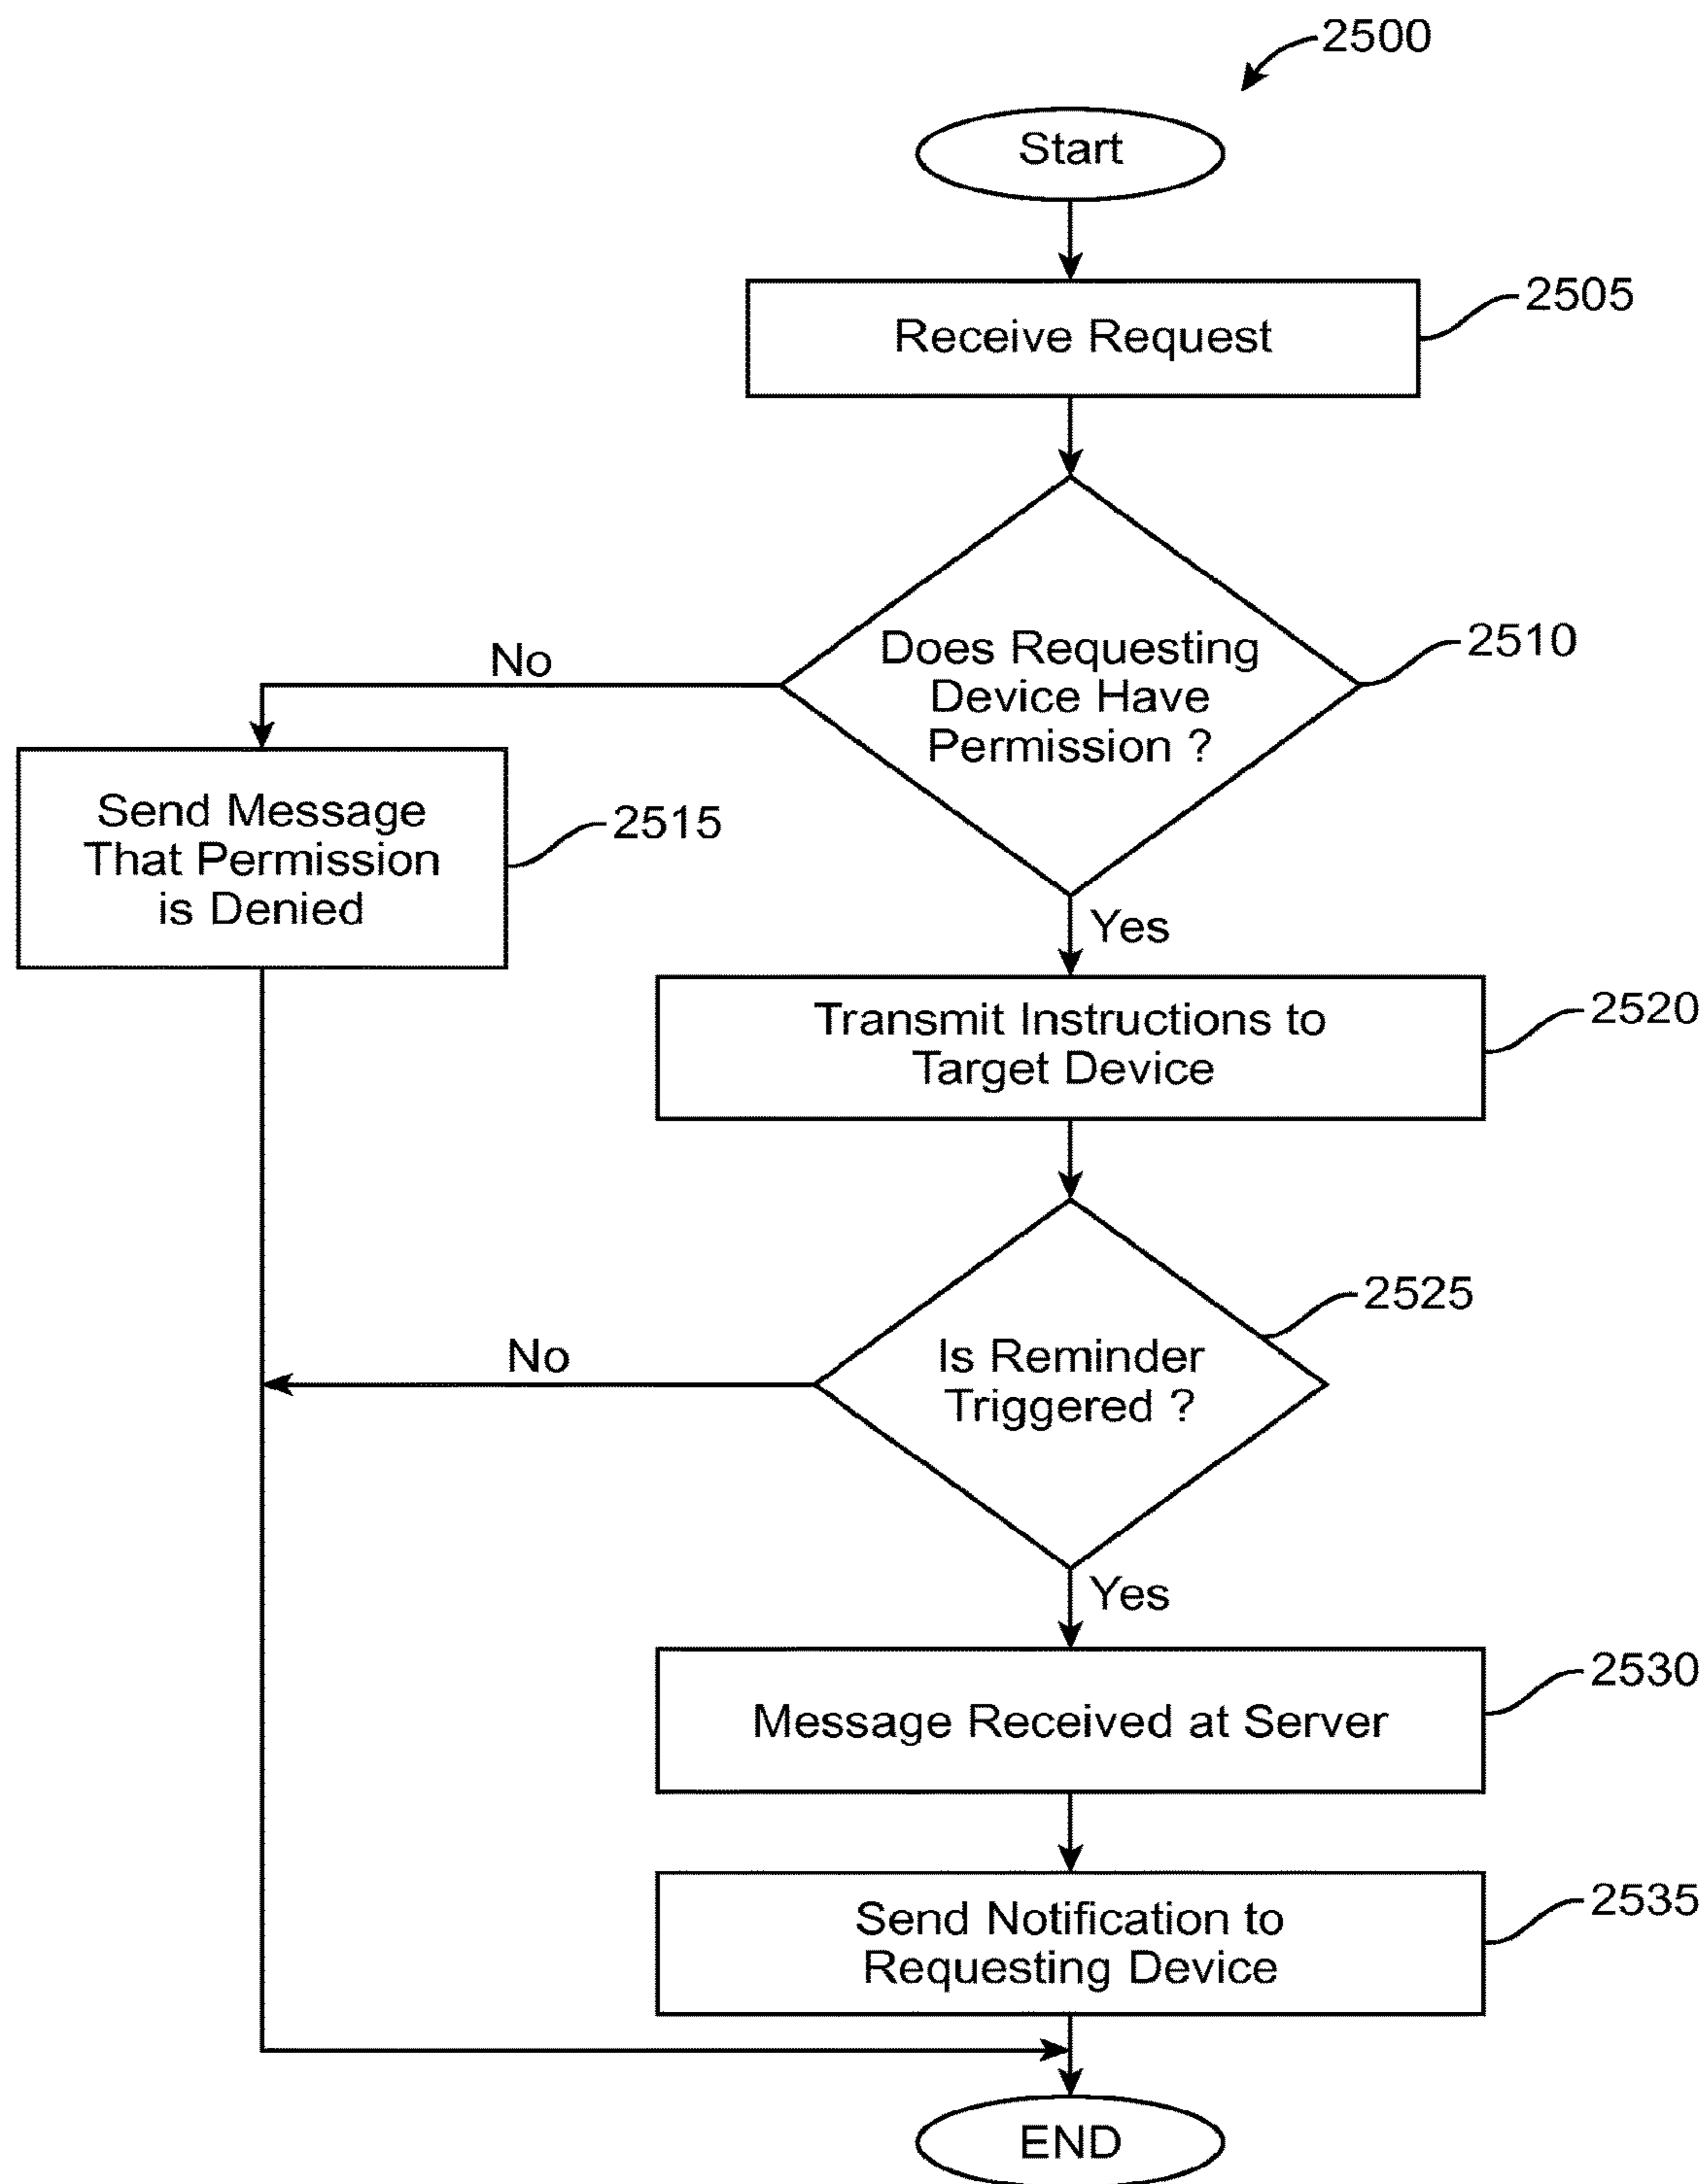 2500
Start
Receive Request
2505
Does Requesting
Device Have
Permission ?
2510
No
Send Message
That Permission
is Denied
2515
Yes
Transmit Instructions to
Target Device
2520
Is Reminder
Triggered ?
2525
No
Yes
Message Received at Server
2530
Send Notification to
Requesting Device
2535
END